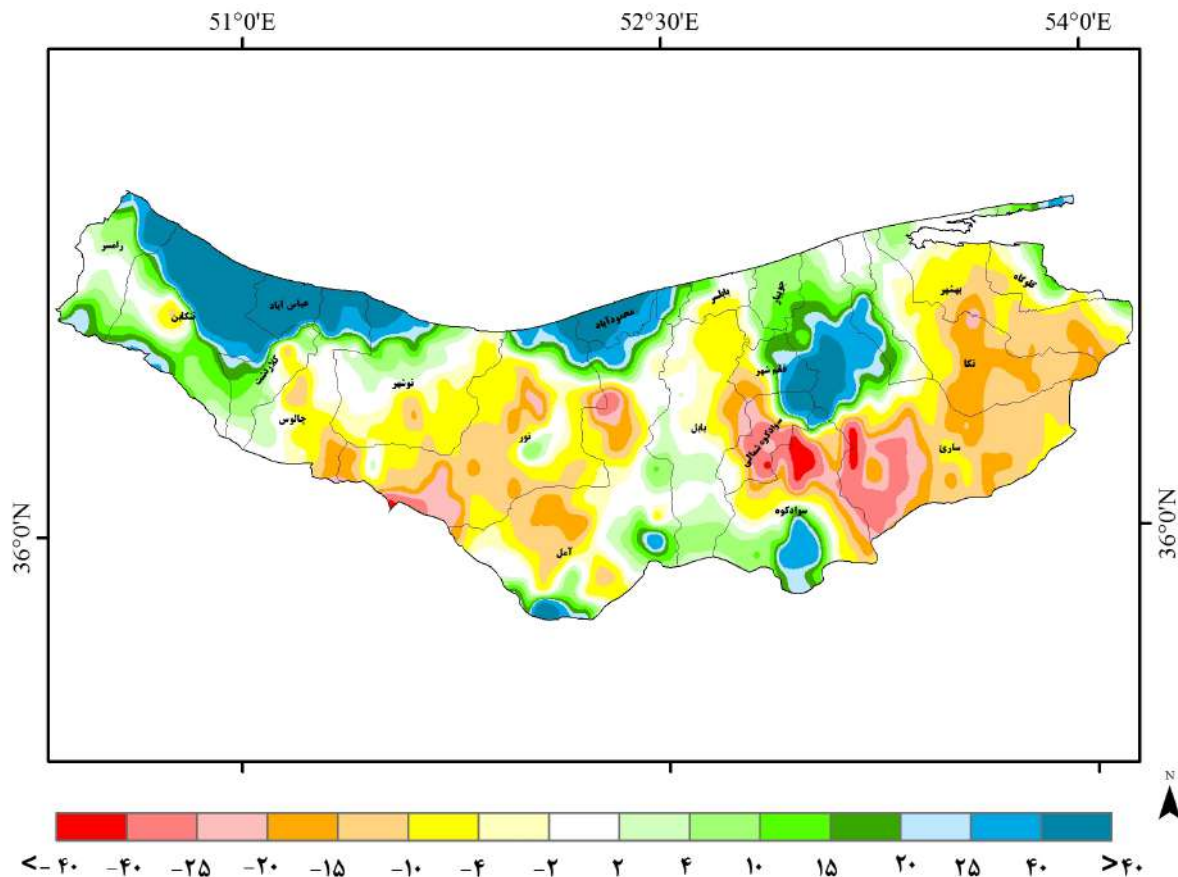 51°0'E 52°30'E 54°0'E
رامسر
تنکابن
عباس آباد
محمودآباد
بابلسر
جویبار
بهشهر
گلوگاه
کلاردشت
نوشهر
قائم شهر
نکا
چالوس
نور
بابل
سوادکوه شمالی
ساری
سوادکوه
آمل
36°0'N
36°0'N
N
<-۴۰ -۴۰ -۲۵ -۲۰ -۱۵ -۱۰ -۴ -۲ ۲ ۴ ۱۰ ۱۵ ۲۰ ۲۵ ۴۰ >۴۰